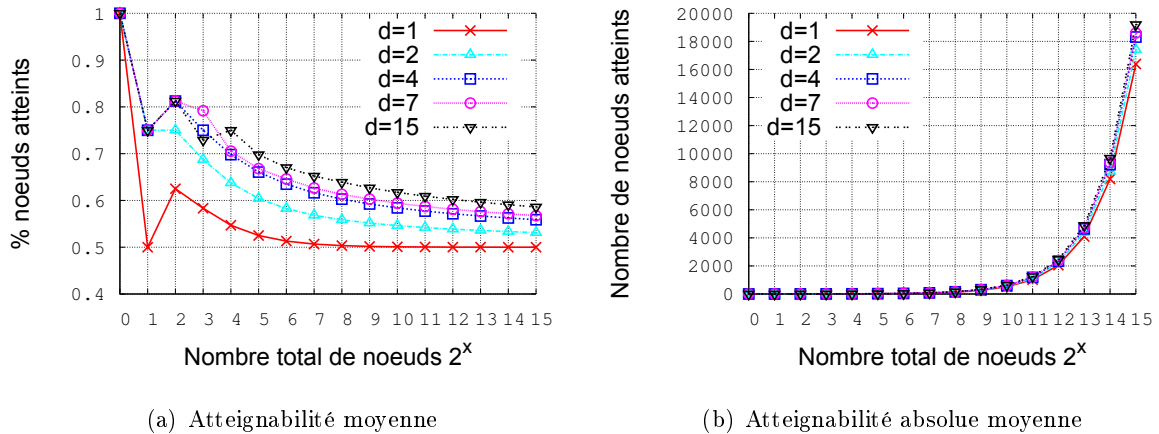 % noeuds atteints
1
0.9
0.8
0.7
0.6
0.5
0.4
d=1
d=2
d=4
d=7
d=15
0 1 2 3 4 5 6 7 8 9 10 11 12 13 14 15
Nombre total de noeuds 2^x
(a) Atteignabilité moyenne
Nombre de noeuds atteints
20000
18000
16000
14000
12000
10000
8000
6000
4000
2000
0
d=1
d=2
d=4
d=7
d=15
0 1 2 3 4 5 6 7 8 9 10 11 12 13 14 15
Nombre total de noeuds 2^x
(b) Atteignabilité absolue moyenne